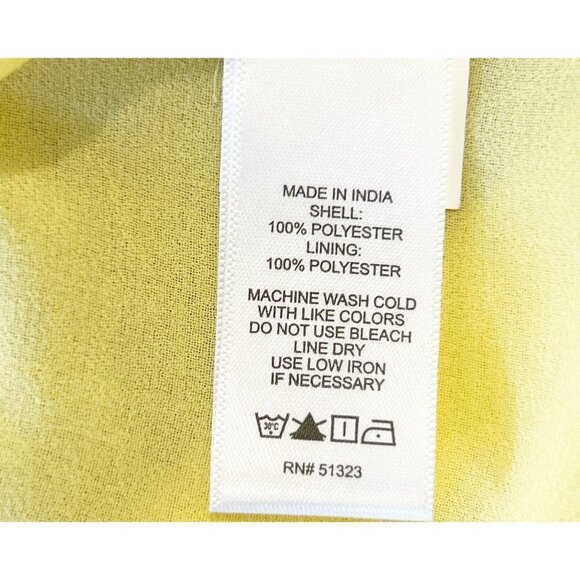 MADE IN INDIA
SHELL:
100% POLYESTER
LINING:
100% POLYESTER
MACHINE WASH COLD
WITH LIKE COLORS
DO NOT USE BLEACH
LINE DRY
USE LOW IRON
IF NECESSARY
30°C
RN# 51323